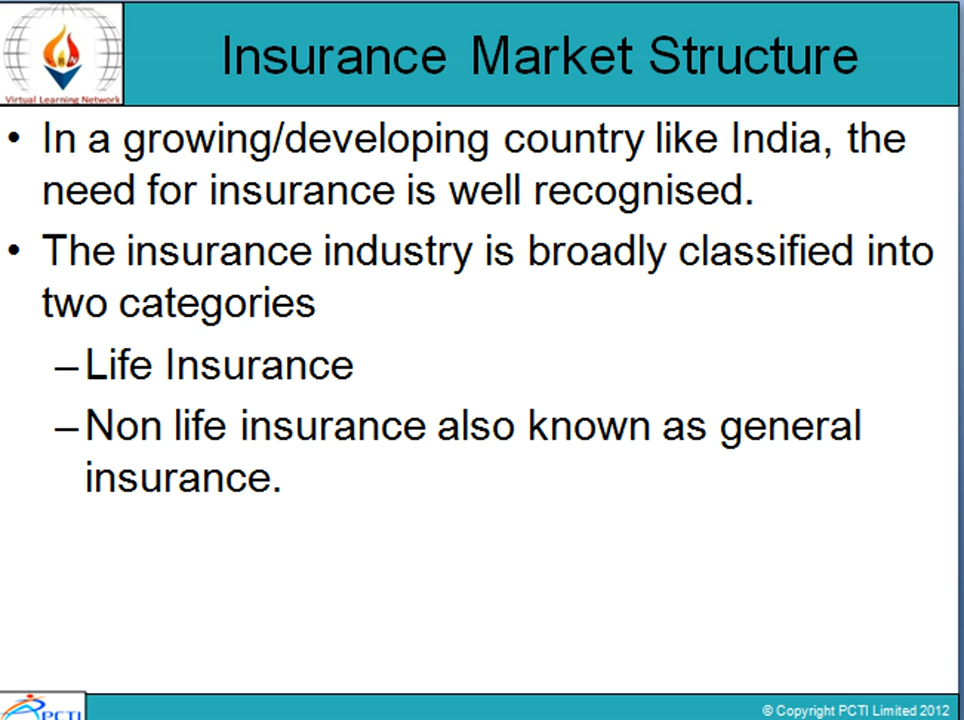 Virtual Learning Network
Insurance Market Structure
• In a growing/developing country like India, the
need for insurance is well recognised.
• The insurance industry is broadly classified into
two categories
– Life Insurance
– Non life insurance also known as general
insurance.
PCTI
© Copyright PCTI Limited 2012